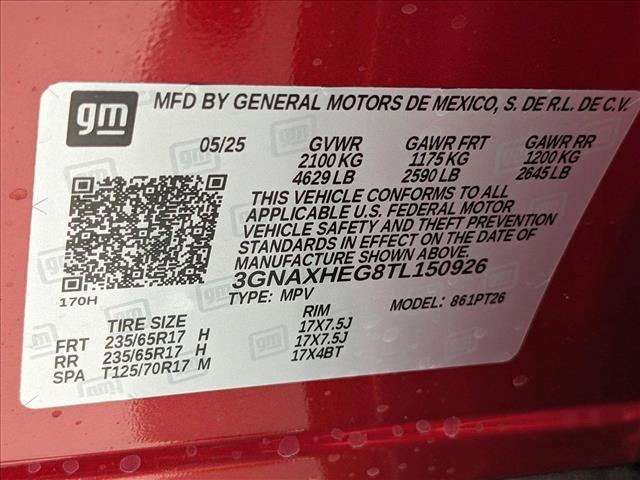 gm MFD BY GENERAL MOTORS DE MEXICO, S. DE R.L. DE C.V.
05/25 GVWR GAWR FRT GAWR RR
2100 KG 1175 KG 1200 KG
4629 LB 2590 LB 2645 LB
THIS VEHICLE CONFORMS TO ALL
APPLICABLE U.S. FEDERAL MOTOR
VEHICLE SAFETY AND THEFT PREVENTION
STANDARDS IN EFFECT ON THE DATE OF
MANUFACTURE SHOWN ABOVE.
3GNAXHEG8TL150926
170H TYPE: MPV MODEL: 861PT26
TIRE SIZE RIM
FRT 235/65R17 H 17X7.5J
RR 235/65R17 H 17X7.5J
SPA T125/70R17 M 17X4BT